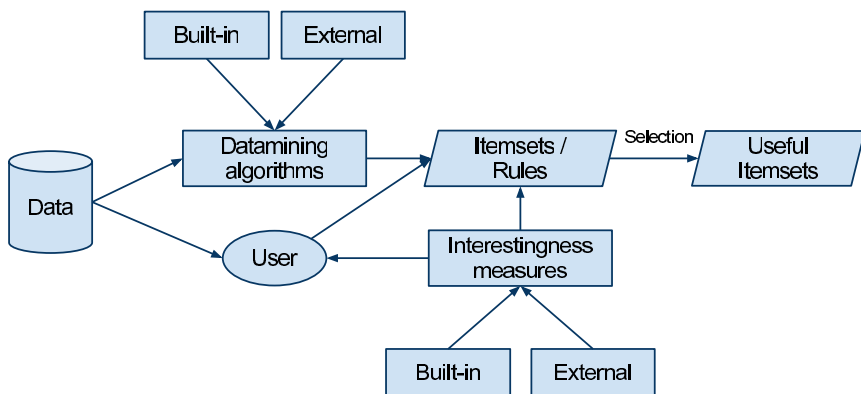 Built-in
External
Datamining
algorithms
Itemsets /
Rules
Selection
Useful
Itemsets
Data
User
Interestingness
measures
Built-in
External